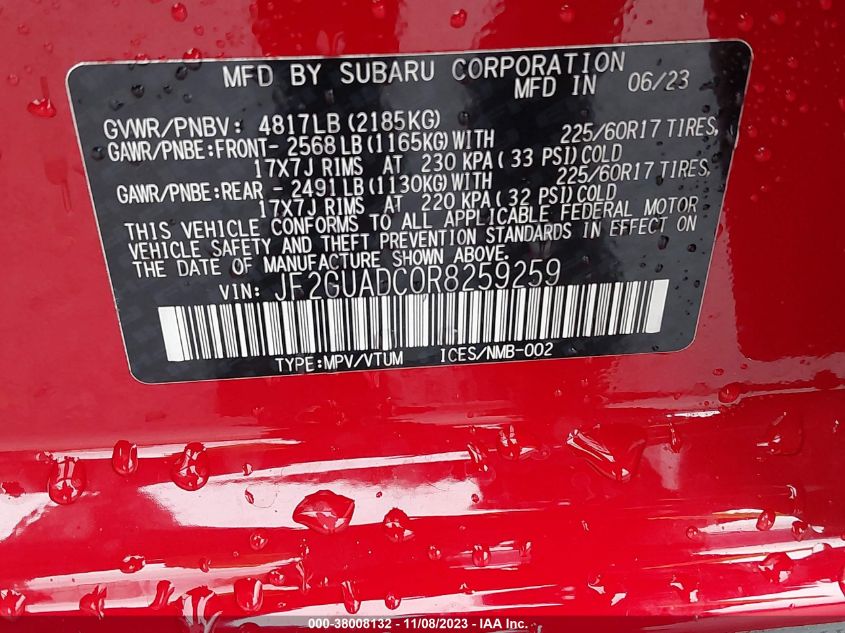 MFD BY SUBARU CORPORATION
MFD IN 06/23
GVWR/PNBV: 4817LB (2185KG)
GAWR/PNBE:FRONT- 2568 LB (1165KG) WITH 225/60R17 TIRES,
17X7J RIMS AT 230 KPA ( 33 PSI) COLD
GAWR/PNBE:REAR - 2491 LB (1130KG) WITH 225/60R17 TIRES,
17X7J RIMS AT 220 KPA ( 32 PSI) COLD
THIS VEHICLE CONFORMS TO ALL APPLICABLE FEDERAL MOTOR
VEHICLE SAFETY AND THEFT PREVENTION STANDARDS IN EFFECT ON
THE DATE OF MANUFACTURE SHOWN ABOVE.
VIN: JF2GUADC0R8259259
TYPE:MPV/VTUM ICES/NMB-002
000-38008132 - 11/08/2023 - IAA Inc.